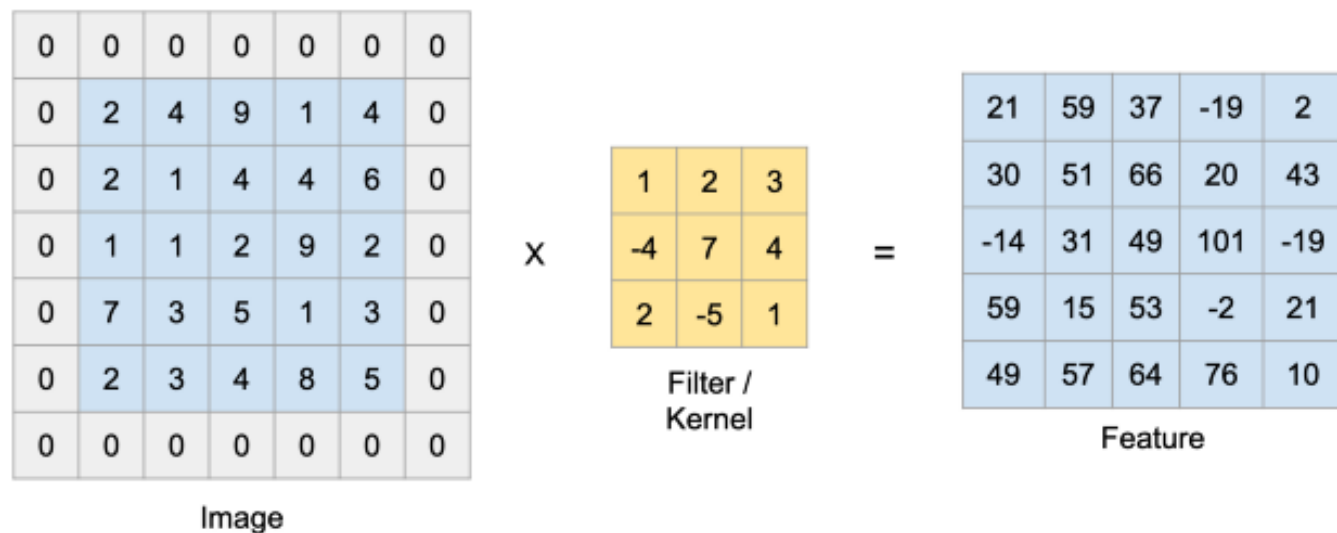 0 0 0 0 0 0 0
0 2 4 9 1 4 0
0 2 1 4 4 6 0
0 1 1 2 9 2 0
0 7 3 5 1 3 0
0 2 3 4 8 5 0
0 0 0 0 0 0 0
Image
X
1 2 3
-4 7 4
2 -5 1
Filter /
Kernel
=
21 59 37 -19 2
30 51 66 20 43
-14 31 49 101 -19
59 15 53 -2 21
49 57 64 76 10
Feature